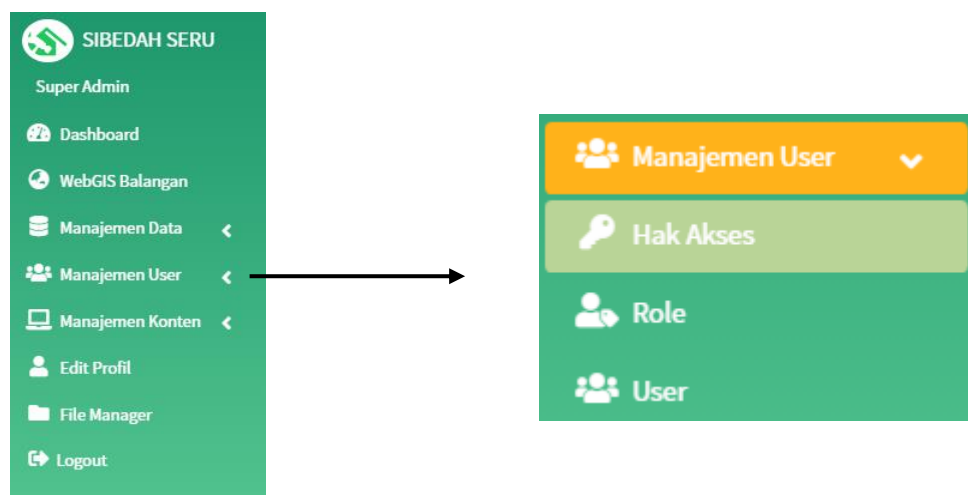 SIBEDAH SERU
Super Admin
Dashboard
WebGIS Balangan
Manajemen Data
Manajemen User
Manajemen Konten
Edit Profil
File Manager
Logout
Manajemen User
Hak Akses
Role
User